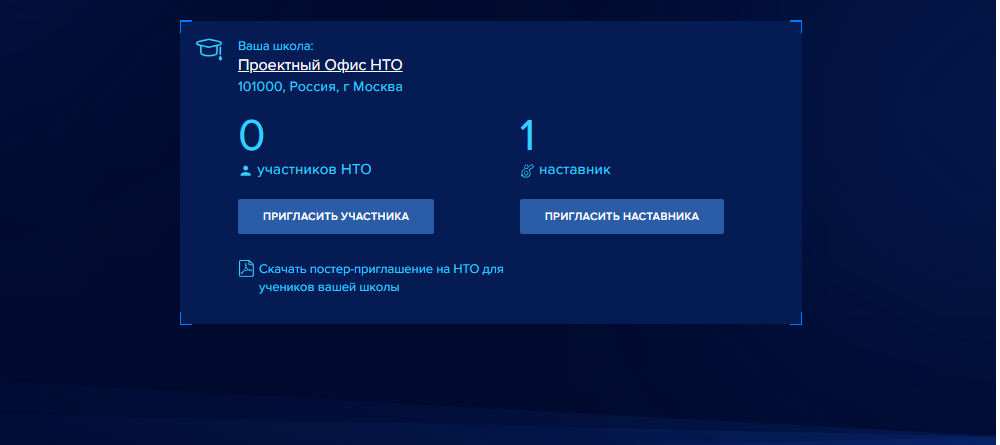 Ваша школа:
Проектный Офис НТО
101000, Россия, г Москва
0
участников НТО
ПРИГЛАСИТЬ УЧАСТНИКА
1
наставник
ПРИГЛАСИТЬ НАСТАВНИКА
Скачать постер-приглашение на НТО для
учеников вашей школы